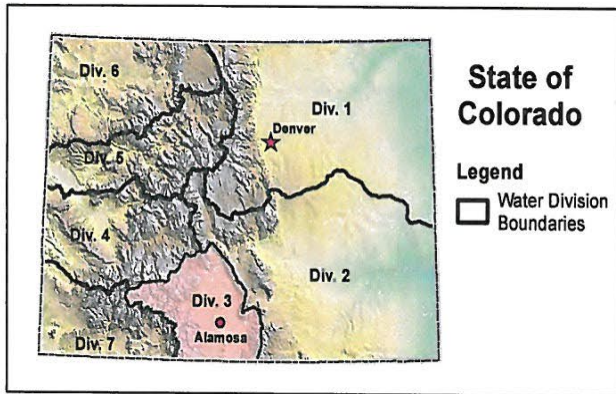 Div. 6
Div. 1
Denver
Div. 5
Div. 4
Div. 2
Div. 3
Alamosa
Div. 7
State of
Colorado
Legend
Water Division
Boundaries